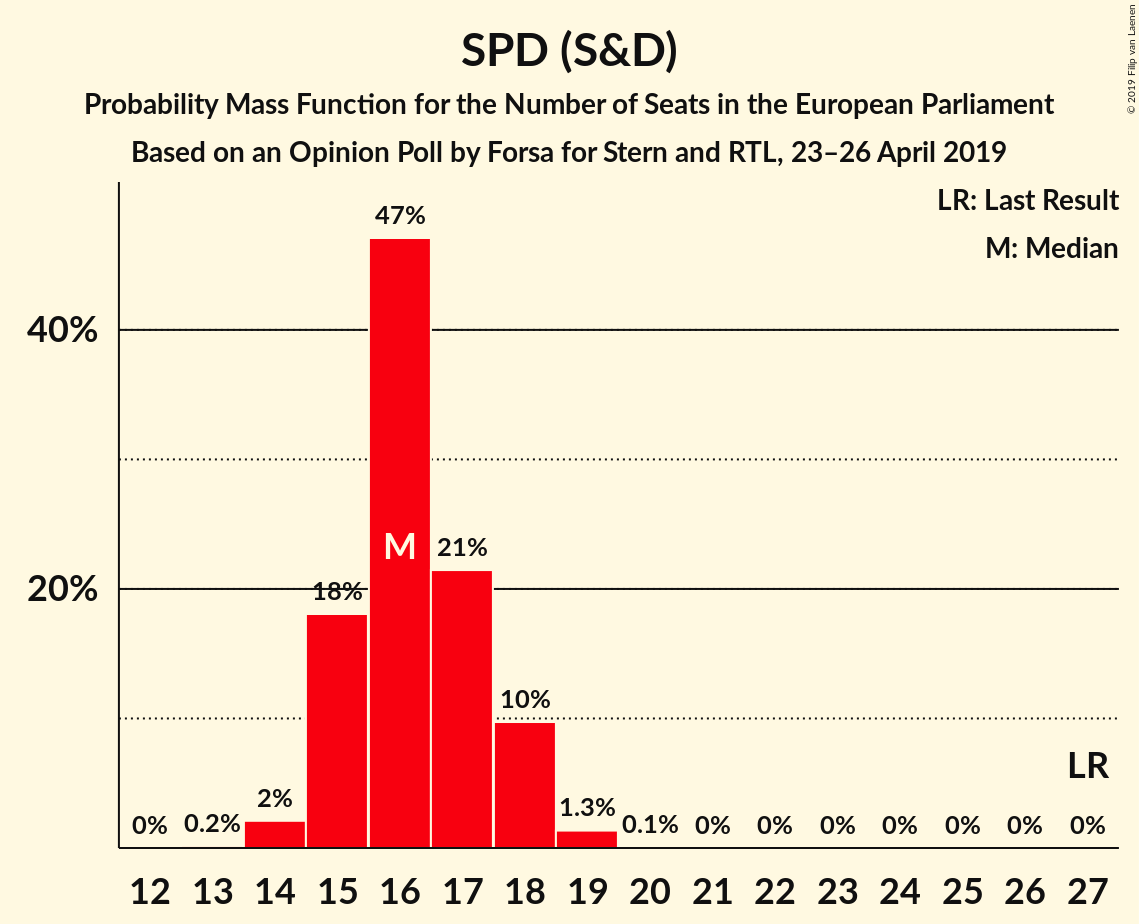 SPD (S&D)
Probability Mass Function for the Number of Seats in the European Parliament
Based on an Opinion Poll by Forsa for Stern and RTL, 23–26 April 2019
© 2019 Filip van Laenen
LR: Last Result
M: Median
40%
20%
0%
0.2%
2%
18%
47%
M
21%
10%
1.3%
0.1%
0%
0%
0%
0%
0%
0%
0%
LR
12 13 14 15 16 17 18 19 20 21 22 23 24 25 26 27